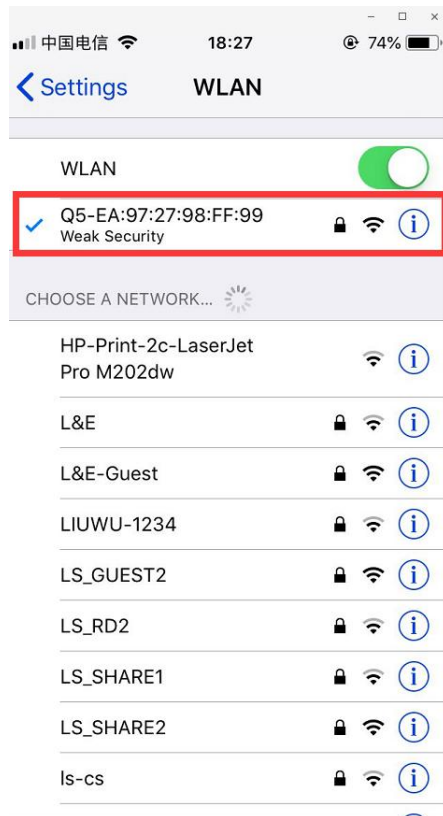 中国电信 18:27 74%
Settings WLAN
WLAN
Q5-EA:97:27:98:FF:99
Weak Security
CHOOSE A NETWORK...
HP-Print-2c-LaserJet
Pro M202dw
L&E
L&E-Guest
LIUWU-1234
LS_GUEST2
LS_RD2
LS_SHARE1
LS_SHARE2
ls-cs